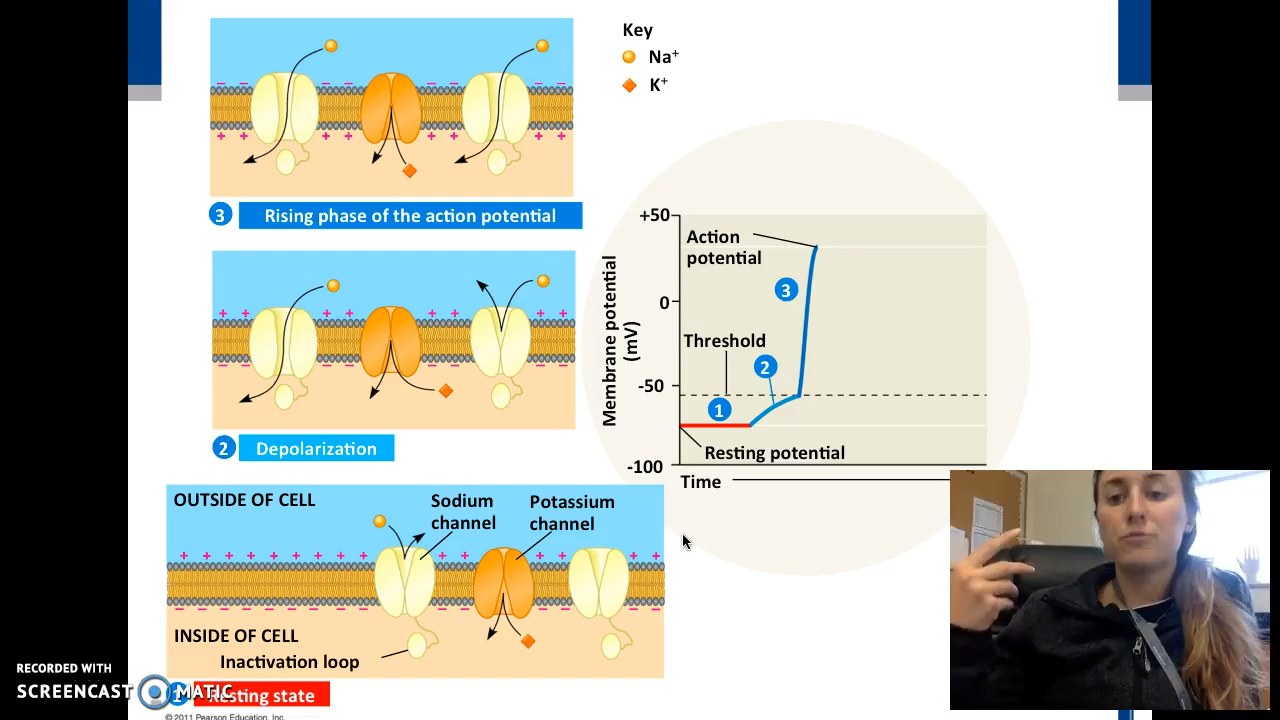 Key
Na+
K+
3 Rising phase of the action potential
2 Depolarization
OUTSIDE OF CELL
Sodium
channel
Potassium
channel
INSIDE OF CELL
Inactivation loop
1 Resting state
© 2011 Pearson Education, Inc.
Membrane potential
(mV)
+50
0
-50
-100
Action
potential
3
Threshold
2
1
Resting potential
Time
RECORDED WITH
SCREENCAST MATIC